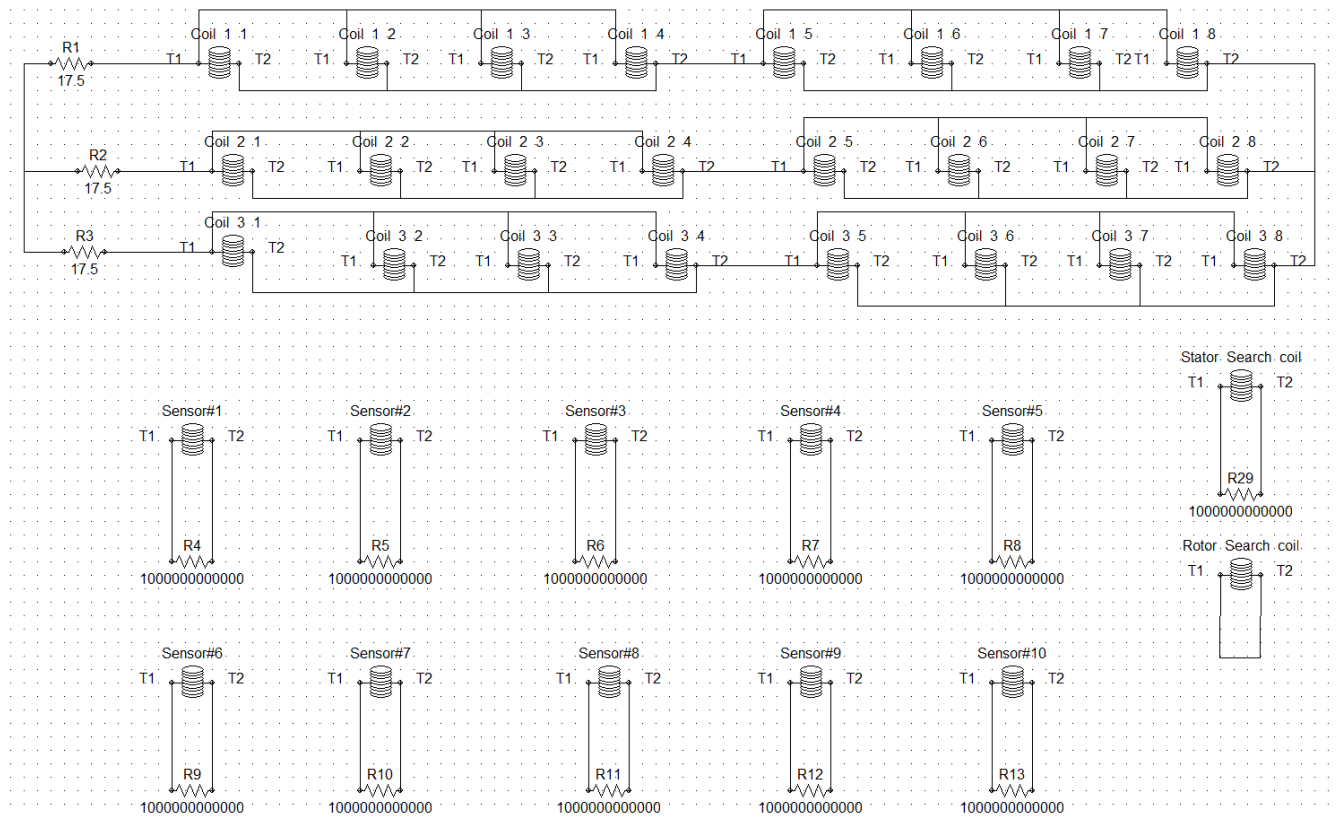 Coil 1 1 Coil 1 2 Coil 1 3 Coil 1 4 Coil 1 5 Coil 1 6 Coil 1 7 Coil 1 8
R1
T1 T2 T1 T2 T1 T2 T1 T2 T1 T2 T1 T2 T1 T2 T1 T2
17.5
Coil 2 1 Coil 2 2 Coil 2 3 Coil 2 4 Coil 2 5 Coil 2 6 Coil 2 7 Coil 2 8
R2
T1 T2 T1 T2 T1 T2 T1 T2 T1 T2 T1 T2 T1 T2 T1 T2
17.5
Coil 3 1
R3 Coil 3 2 Coil 3 3 Coil 3 4 Coil 3 5 Coil 3 6 Coil 3 7 Coil 3 8
T1 T2
T1 T2 T1 T2 T1 T2 T1 T2 T1 T2 T1 T2 T1 T2
17.5
Stator Search coil
T1 T2
Sensor#1 Sensor#2 Sensor#3 Sensor#4 Sensor#5
T1 T2 T1 T2 T1 T2 T1 T2 T1 T2
R29
1000000000000
R4 R5 R6 R7 R8
1000000000000 1000000000000 1000000000000 1000000000000 1000000000000
Rotor Search coil
T1 T2
Sensor#6 Sensor#7 Sensor#8 Sensor#9 Sensor#10
T1 T2 T1 T2 T1 T2 T1 T2 T1 T2
R9 R10 R11 R12 R13
1000000000000 1000000000000 1000000000000 1000000000000 1000000000000